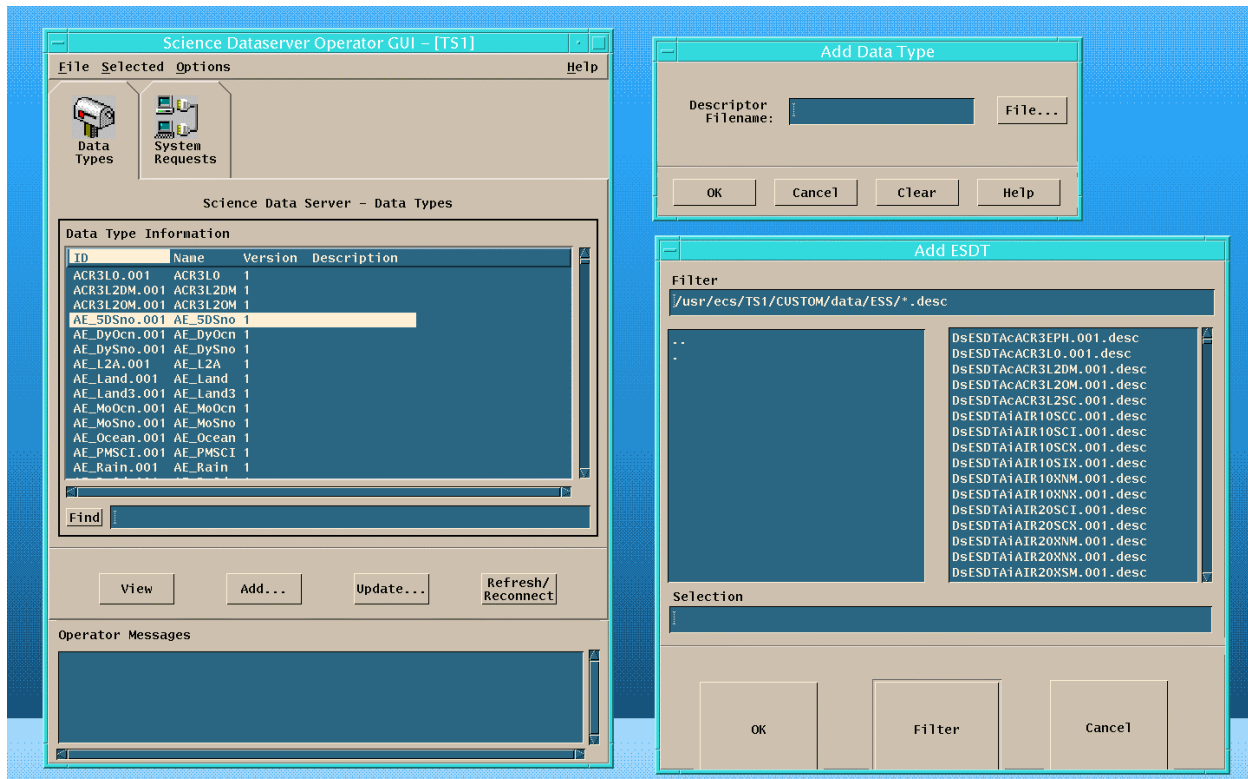 Science Dataserver Operator GUI – [TS1]
File Selected Options Help
Data Types
System Requests
Science Data Server - Data Types
Data Type Information
ID Name Version Description
ACR3L0.001 ACR3L0 1
ACR3L2DM.001 ACR3L2DM 1
ACR3L2OM.001 ACR3L2OM 1
AE_5DSno.001 AE_5DSno 1
AE_DyOcn.001 AE_DyOcn 1
AE_DySno.001 AE_DySno 1
AE_L2A.001 AE_L2A 1
AE_Land.001 AE_Land 1
AE_Land3.001 AE_Land3 1
AE_MoOcn.001 AE_MoOcn 1
AE_MoSno.001 AE_MoSno 1
AE_Ocean.001 AE_Ocean 1
AE_PMSCI.001 AE_PMSCI 1
AE_Rain.001 AE_Rain 1
Find
View Add... Update... Refresh/
Reconnect
Operator Messages
Add Data Type
Descriptor
Filename:
File...
OK Cancel Clear Help
Add ESDT
Filter
/usr/ecs/TS1/CUSTOM/data/ESS/*.desc
..
.
DsESDTAcACR3EPH.001.desc
DsESDTAcACR3L0.001.desc
DsESDTAcACR3L2DM.001.desc
DsESDTAcACR3L2OM.001.desc
DsESDTAcACR3L2SC.001.desc
DsESDTAiAIR10SCC.001.desc
DsESDTAiAIR10SCI.001.desc
DsESDTAiAIR10SCX.001.desc
DsESDTAiAIR10SIX.001.desc
DsESDTAiAIR10XNM.001.desc
DsESDTAiAIR10XNX.001.desc
DsESDTAiAIR20SCI.001.desc
DsESDTAiAIR20SCX.001.desc
DsESDTAiAIR20XNM.001.desc
DsESDTAiAIR20XNX.001.desc
DsESDTAiAIR20XSM.001.desc
Selection
OK Filter Cancel